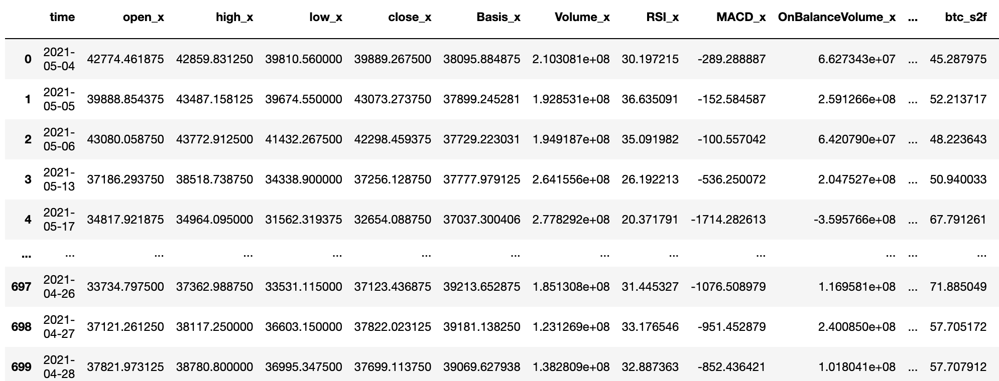 time open_x high_x low_x close_x Basis_x Volume_x RSI_x MACD_x OnBalanceVolume_x ... btc_s2f
0 2021-05-04 42774.461875 42859.831250 39810.560000 39889.267500 38095.884875 2.103081e+08 30.197215 -289.288887 6.627343e+07 ... 45.287975
1 2021-05-05 39888.854375 43487.158125 39674.550000 43073.273750 37899.245281 1.928531e+08 36.635091 -152.584587 2.591266e+08 ... 52.213717
2 2021-05-06 43080.058750 43772.912500 41432.267500 42298.459375 37729.223031 1.949187e+08 35.091982 -100.557042 6.420790e+07 ... 48.223643
3 2021-05-13 37186.293750 38518.738750 34338.900000 37256.128750 37777.979125 2.641556e+08 26.192213 -536.250072 2.047527e+08 ... 50.940033
4 2021-05-17 34817.921875 34964.095000 31562.319375 32654.088750 37037.300406 2.778292e+08 20.371791 -1714.282613 -3.595766e+08 ... 67.791261
... ... ... ... ... ... ... ... ... ... ... ... ...
697 2021-04-26 33734.797500 37362.988750 33531.115000 37123.436875 39213.652875 1.851308e+08 31.445327 -1076.508979 1.169581e+08 ... 71.885049
698 2021-04-27 37121.261250 38117.250000 36603.150000 37822.023125 39181.138250 1.231269e+08 33.176546 -951.452879 2.400850e+08 ... 57.705172
699 2021-04-28 37821.973125 38780.800000 36995.347500 37699.113750 39069.627938 1.382809e+08 32.887363 -852.436421 1.018041e+08 ... 57.707912